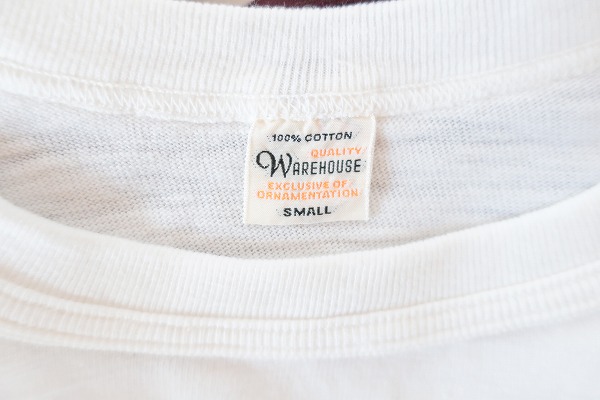 100% COTTON
QUALITY
WAREHOUSE
EXCLUSIVE OF
ORNAMENTATION
SMALL